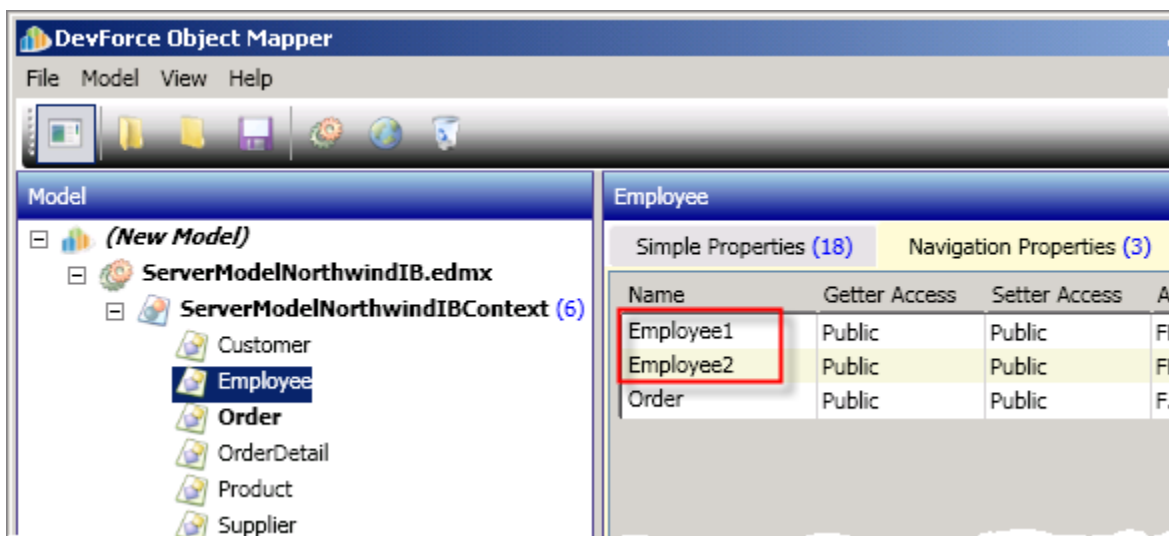 DevForce Object Mapper
File Model View Help
Model
(New Model)
ServerModelNorthwindIB.edmx
ServerModelNorthwindIBContext (6)
Customer
Employee
Order
OrderDetail
Product
Supplier
Employee
Simple Properties (18) Navigation Properties (3)
Name Getter Access Setter Access
Employee1 Public Public
Employee2 Public Public
Order Public Public